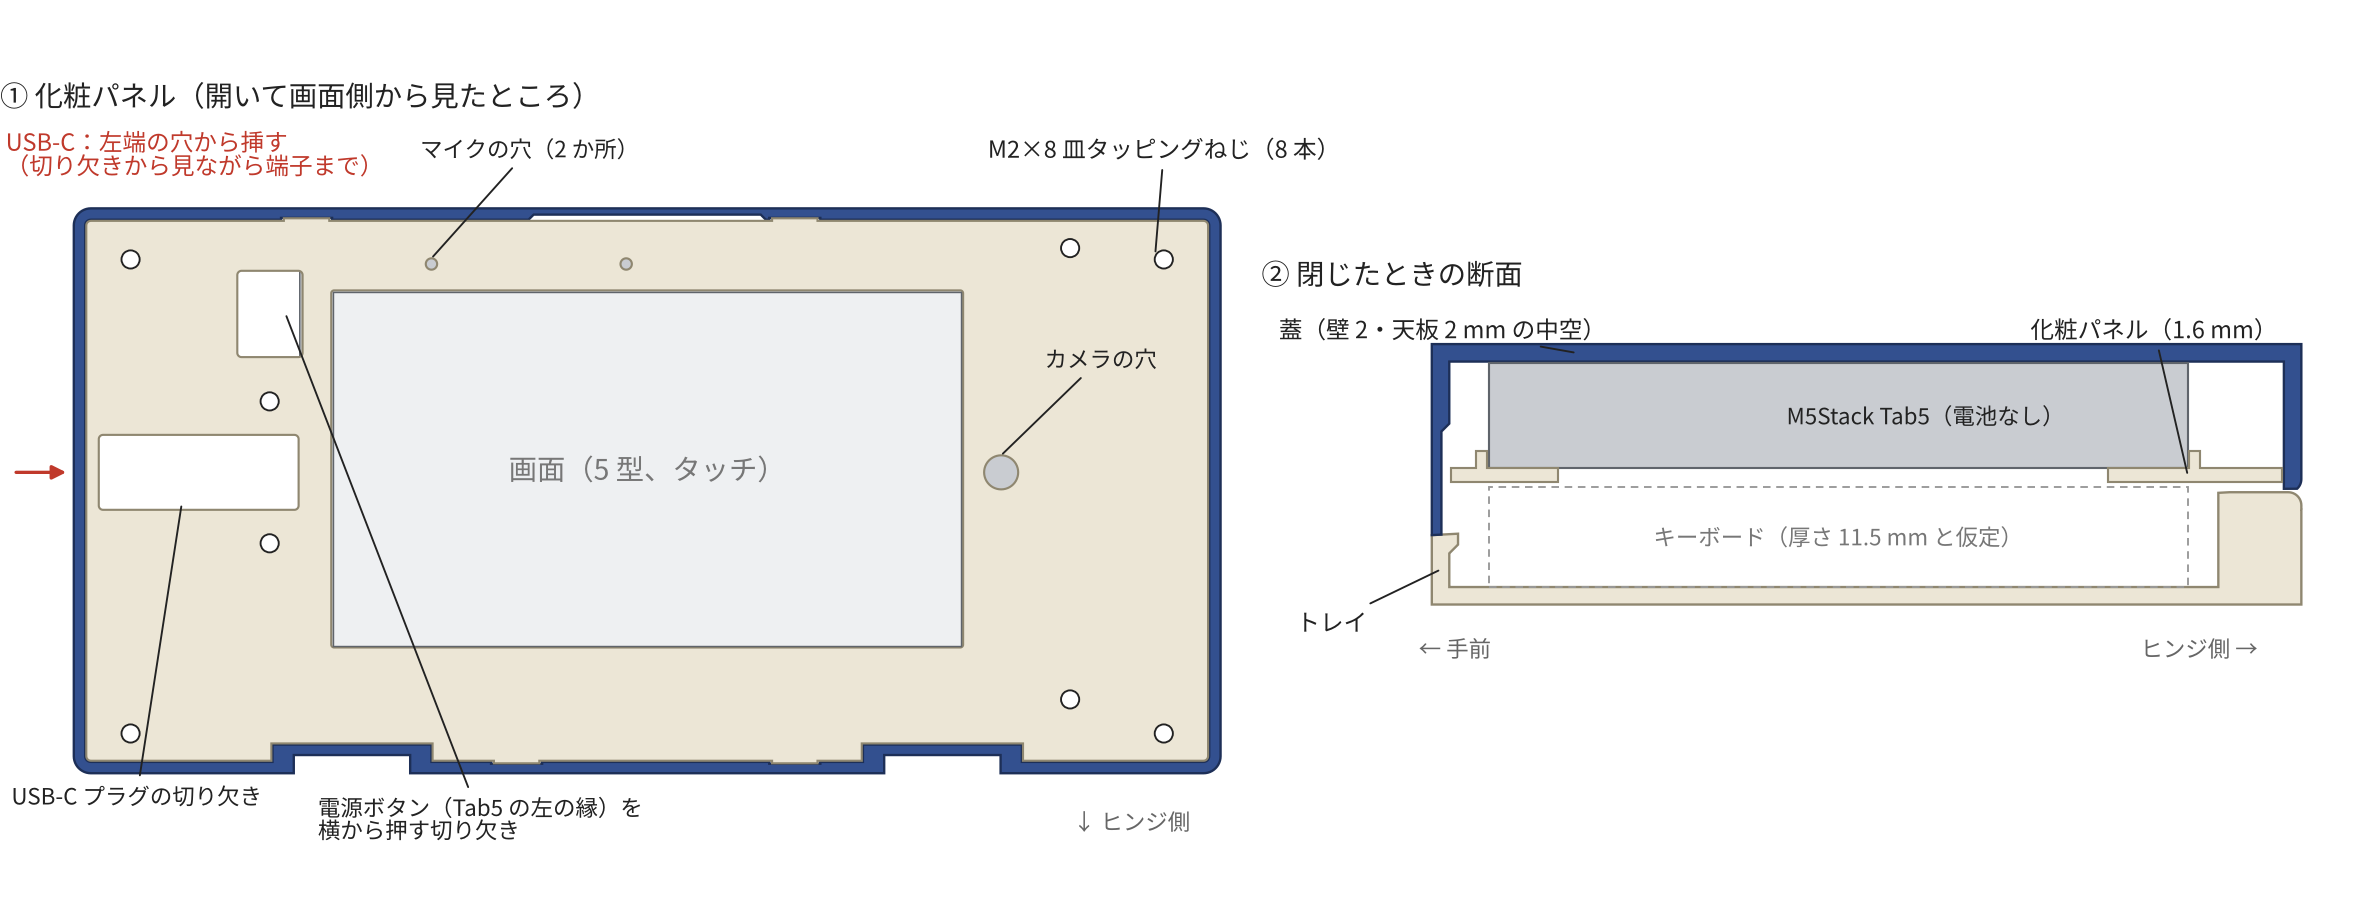 ① 化粧パネル（開いて画面側から見たところ）
USB-C：左端の穴から挿す
（切り欠きから見ながら端子まで）
マイクの穴（2 か所）
M2×8 皿タッピングねじ（8 本）
カメラの穴
画面（5 型、タッチ）
USB-C プラグの切り欠き
電源ボタン（Tab5 の左の縁）を
横から押す切り欠き
↓ ヒンジ側
② 閉じたときの断面
蓋（壁 2・天板 2 mm の中空）
化粧パネル（1.6 mm）
M5Stack Tab5（電池なし）
キーボード（厚さ 11.5 mm と仮定）
トレイ
← 手前
ヒンジ側 →